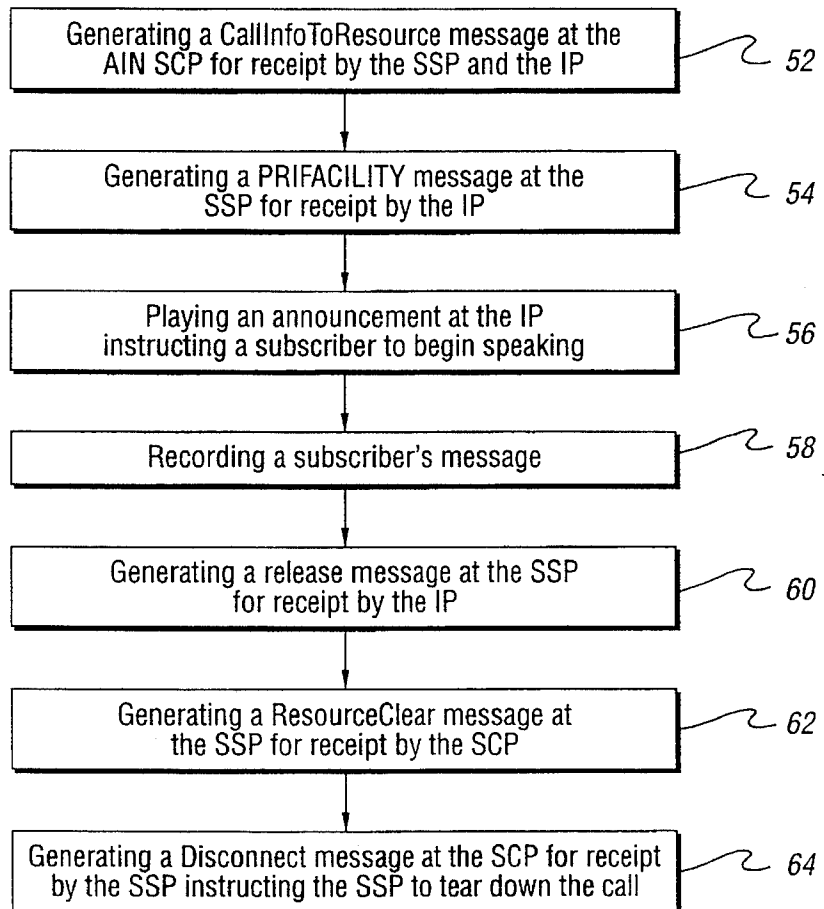 Generating a CallInfoToResource message at the
AIN SCP for receipt by the SSP and the IP
52
Generating a PRIFACILITY message at the
SSP for receipt by the IP
54
Playing an announcement at the IP
instructing a subscriber to begin speaking
56
Recording a subscriber's message
58
Generating a release message at the SSP
for receipt by the IP
60
Generating a ResourceClear message at
the SSP for receipt by the SCP
62
Generating a Disconnect message at the SCP for receipt
by the SSP instructing the SSP to tear down the call
64